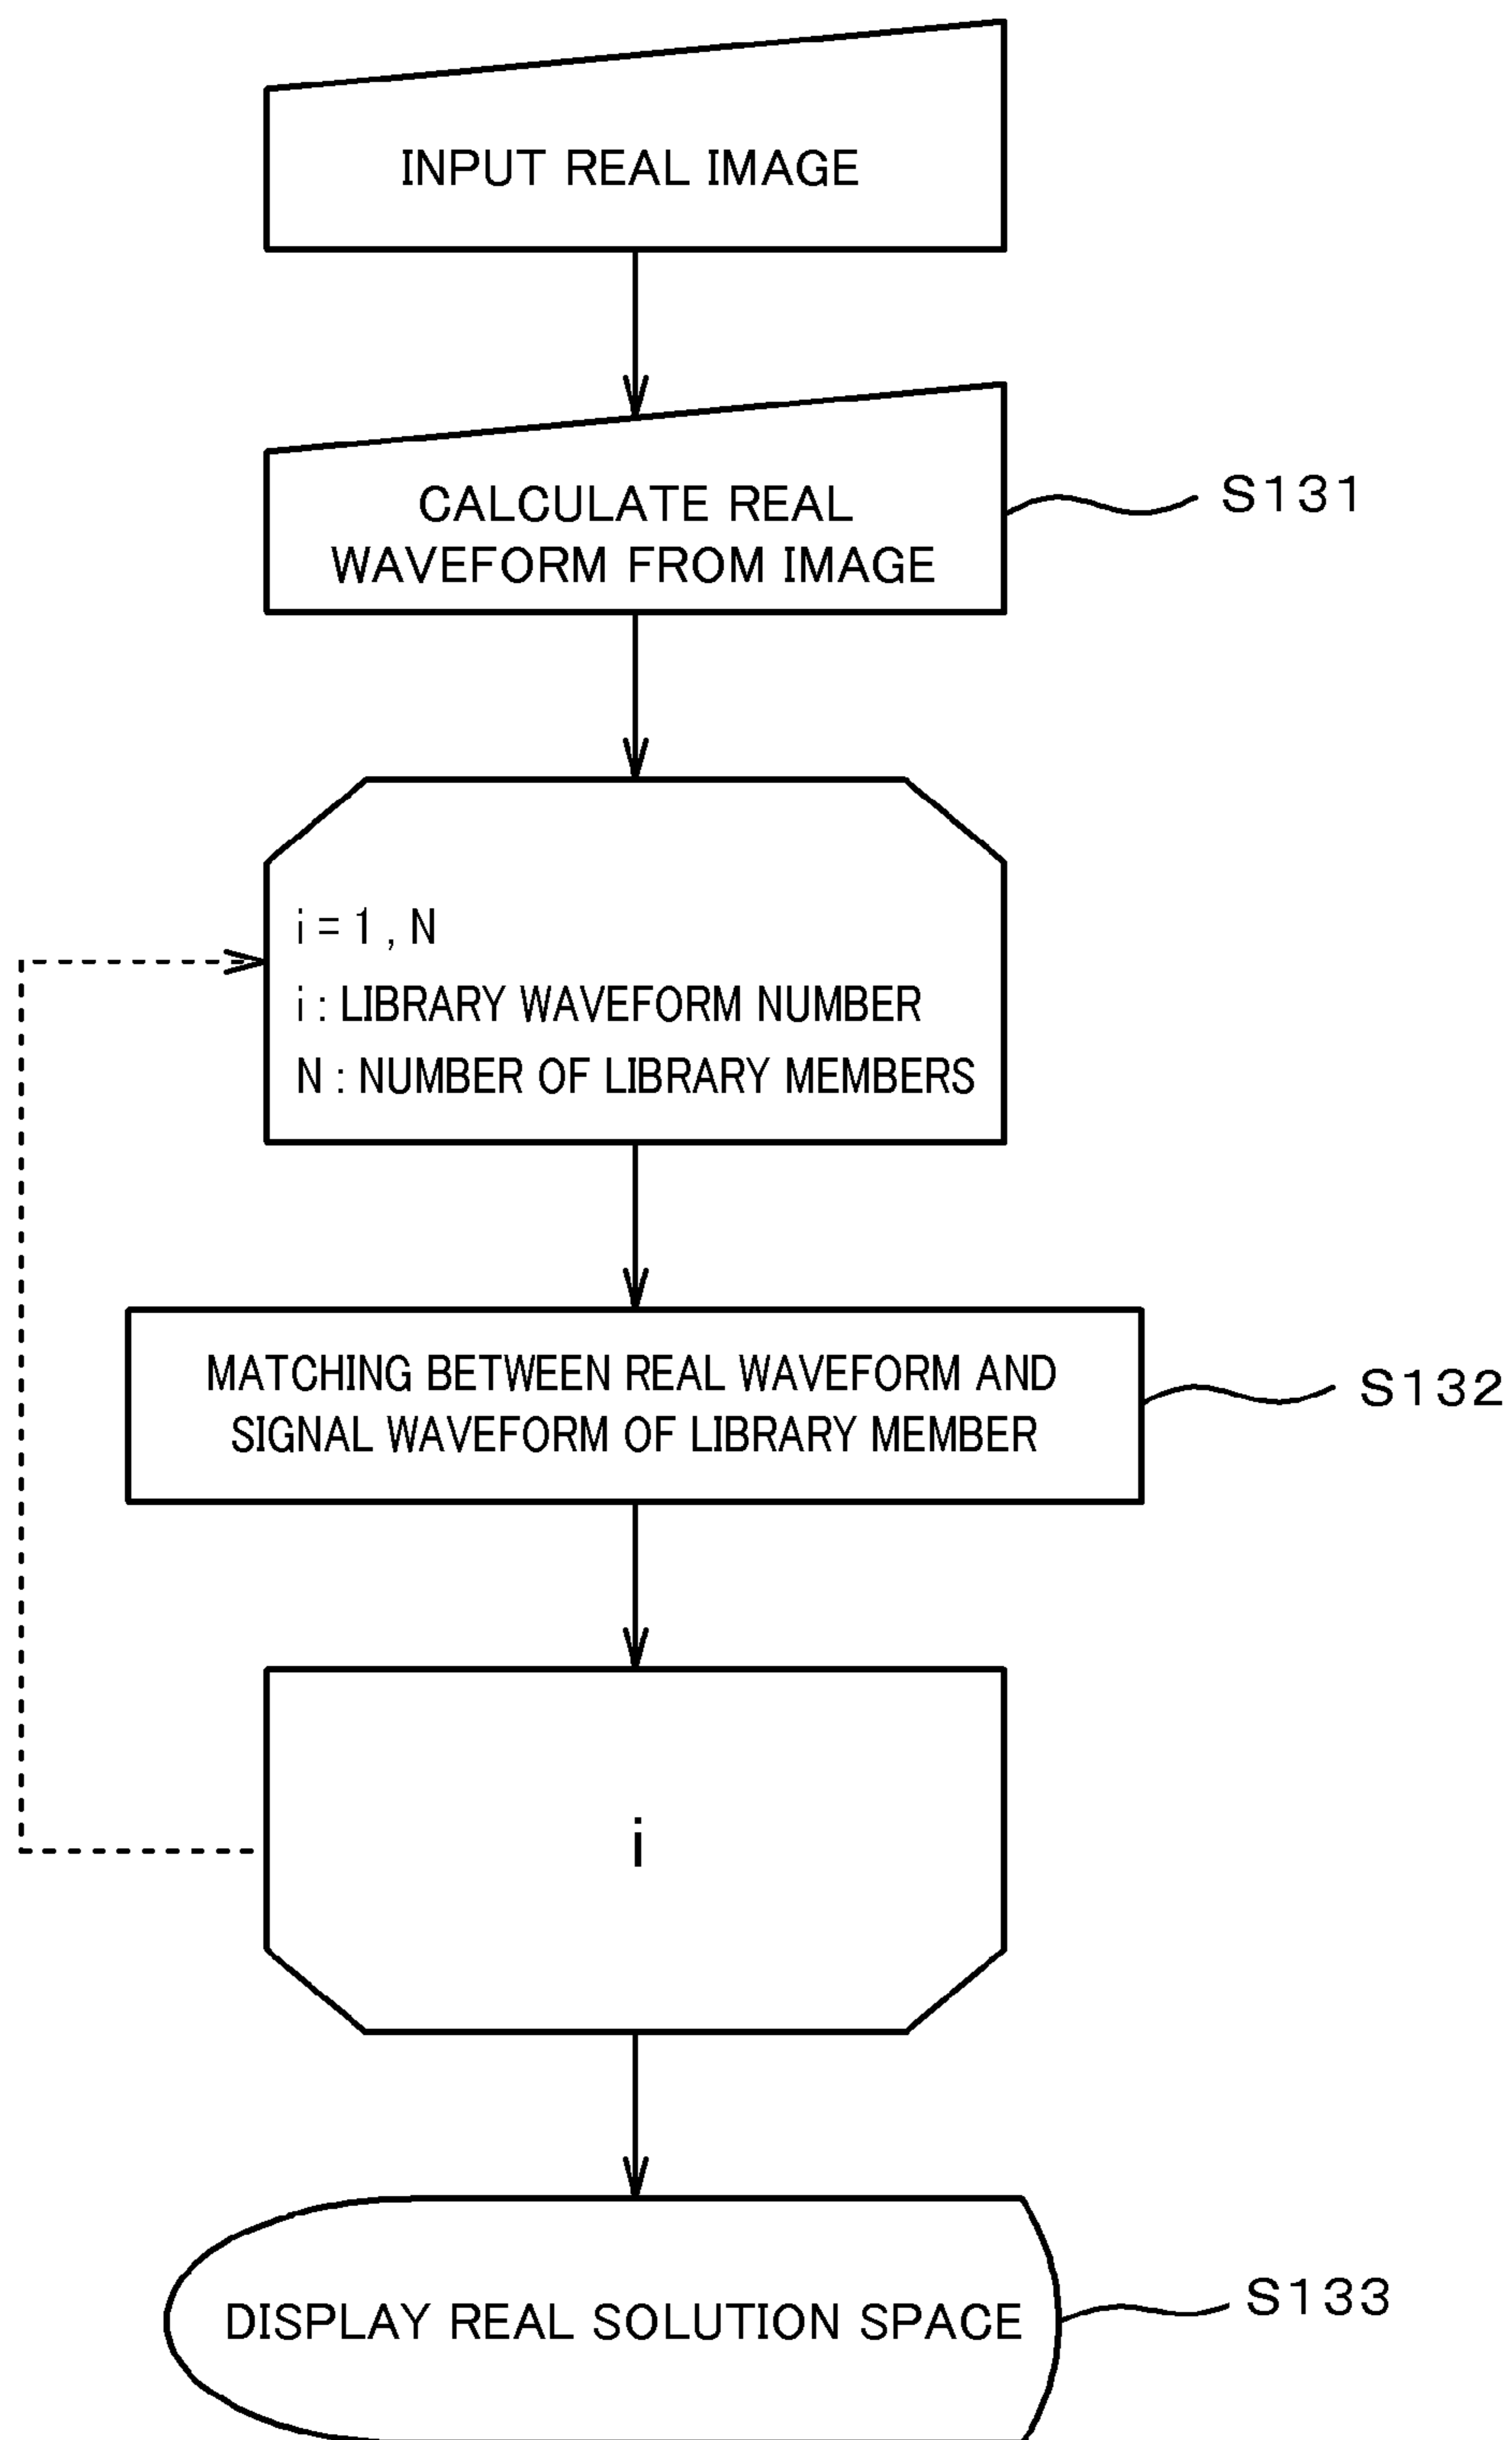 INPUT REAL IMAGE
CALCULATE REAL
WAVEFORM FROM IMAGE
S131
i = 1 , N
i : LIBRARY WAVEFORM NUMBER
N : NUMBER OF LIBRARY MEMBERS
MATCHING BETWEEN REAL WAVEFORM AND
SIGNAL WAVEFORM OF LIBRARY MEMBER
S132
i
DISPLAY REAL SOLUTION SPACE
S133